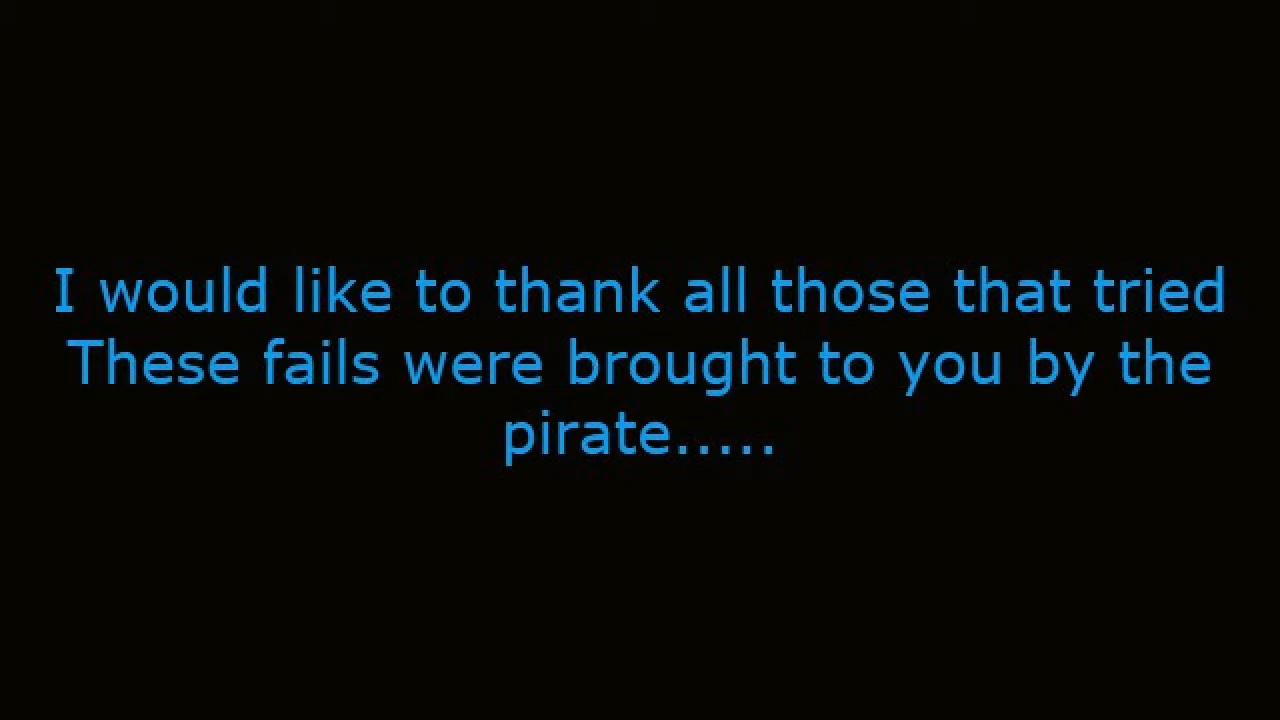 I would like to thank all those that tried
These fails were brought to you by the
pirate.....